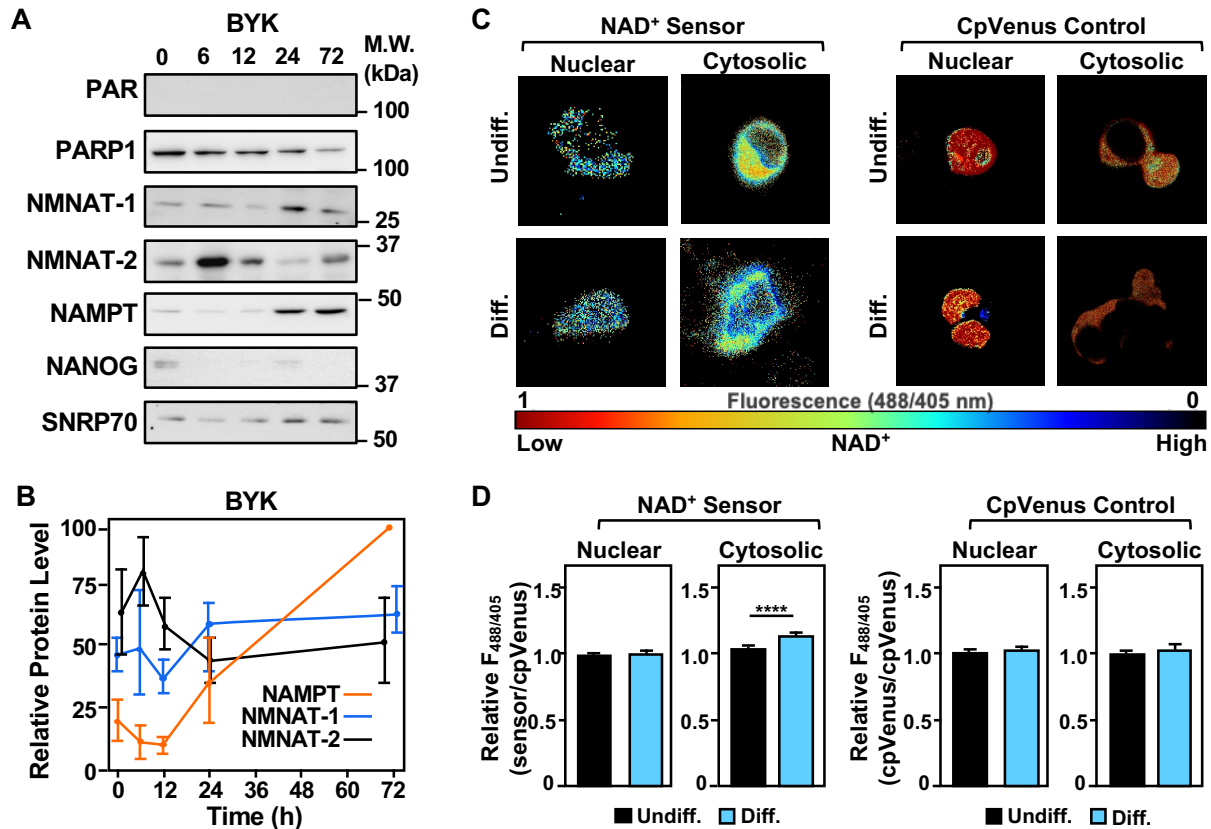 A
BYK
0 6 12 24 72 M.W. (kDa)
PAR
100
PARP1
100
NMNAT-1
25
NMNAT-2
37
NAMPT
50
NANOG
37
SNRP70
50
B
BYK
Relative Protein Level
100
75
50
25
0
NAMPT
NMNAT-1
NMNAT-2
0 12 24 36 48 60 72
Time (h)
C
NAD⁺ Sensor
CpVenus Control
Nuclear Cytosolic Nuclear Cytosolic
Undiff.
Undiff.
Diff.
Diff.
1 Fluorescence (488/405 nm) 0
Low NAD⁺ High
D
NAD⁺ Sensor
CpVenus Control
Nuclear Cytosolic Nuclear Cytosolic
Relative F488/405
(sensor/cpVenus)
1.5
1.0
0.5
0
1.5
1.0
0.5
0
****
Undiff. Diff.
Relative F488/405
(cpVenus/cpVenus)
1.5
1.0
0.5
0
1.5
1.0
0.5
0
Undiff. Diff.